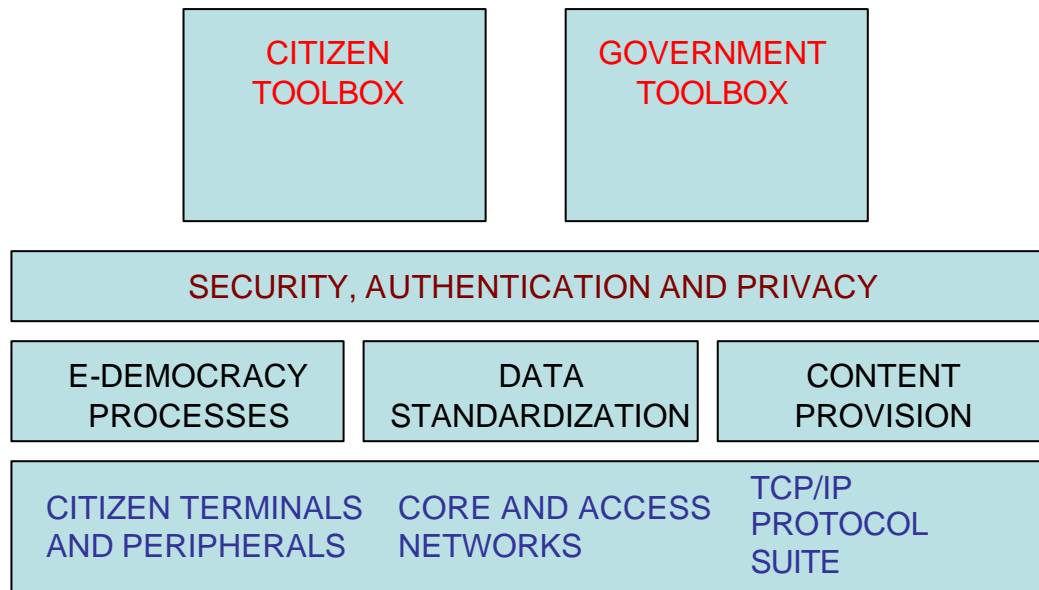 CITIZEN
TOOLBOX
GOVERNMENT
TOOLBOX
SECURITY, AUTHENTICATION AND PRIVACY
E-DEMOCRACY
PROCESSES
DATA
STANDARDIZATION
CONTENT
PROVISION
CITIZEN TERMINALS
AND PERIPHERALS
CORE AND ACCESS
NETWORKS
TCP/IP
PROTOCOL
SUITE